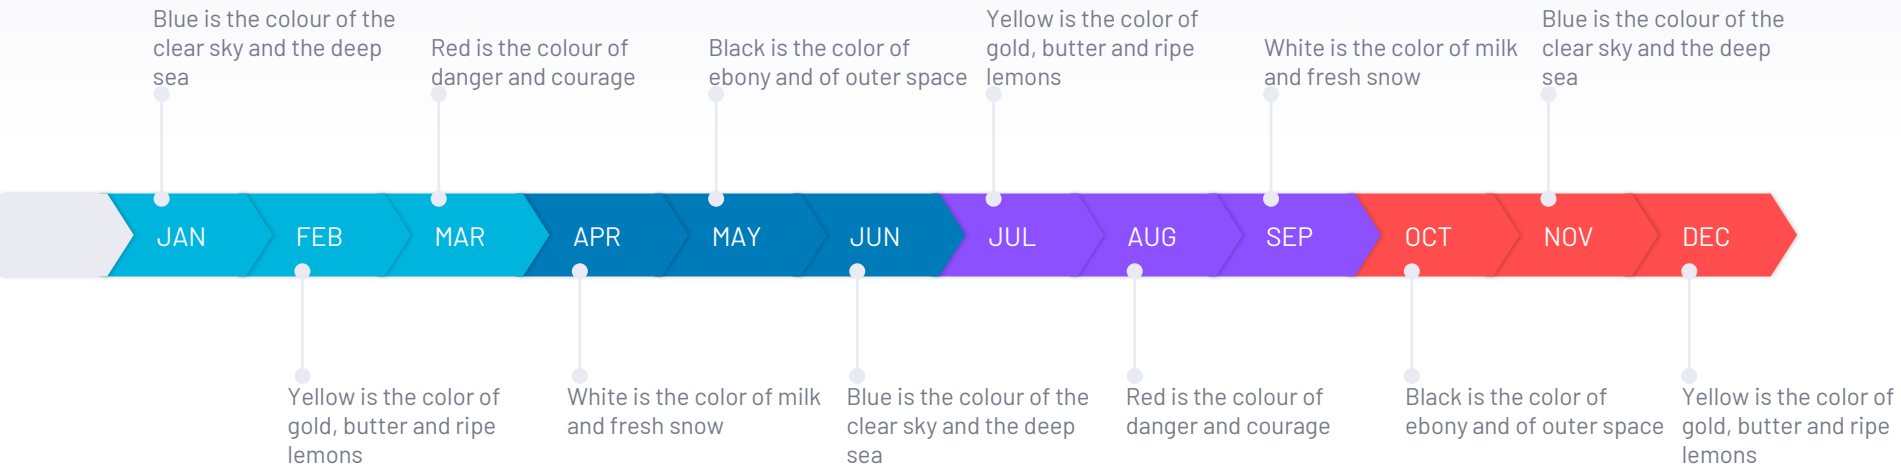 Blue is the colour of the
clear sky and the deep
sea
Red is the colour of
danger and courage
Black is the color of
ebony and of outer space
Yellow is the color of
gold, butter and ripe
lemons
White is the color of milk
and fresh snow
Blue is the colour of the
clear sky and the deep
sea
JAN
FEB
MAR
APR
MAY
JUN
JUL
AUG
SEP
OCT
NOV
DEC
Yellow is the color of
gold, butter and ripe
lemons
White is the color of milk
and fresh snow
Blue is the colour of the
clear sky and the deep
sea
Red is the colour of
danger and courage
Black is the color of
ebony and of outer space
Yellow is the color of
gold, butter and ripe
lemons